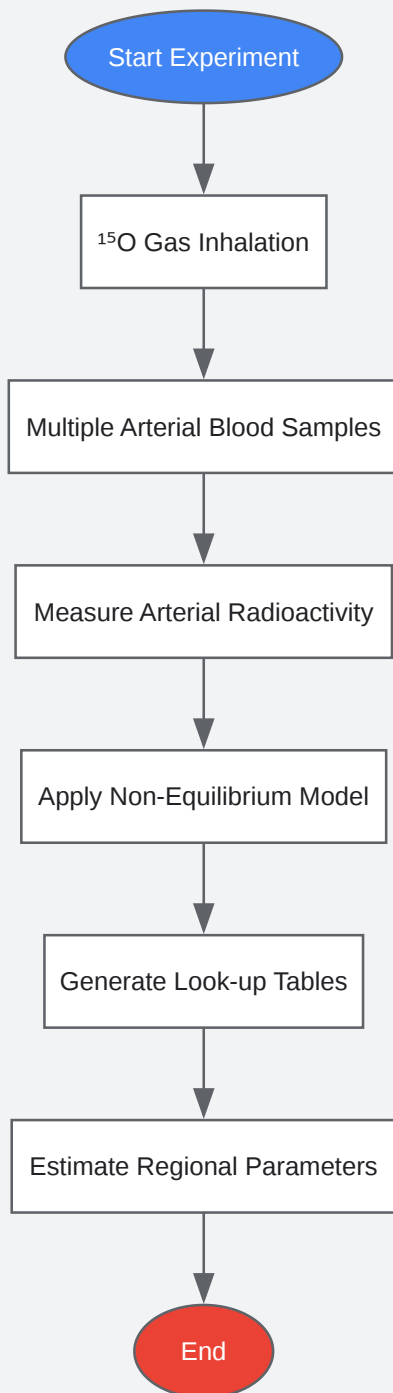 Start Experiment
¹⁵O Gas Inhalation
Multiple Arterial Blood Samples
Measure Arterial Radioactivity
Apply Non-Equilibrium Model
Generate Look-up Tables
Estimate Regional Parameters
End